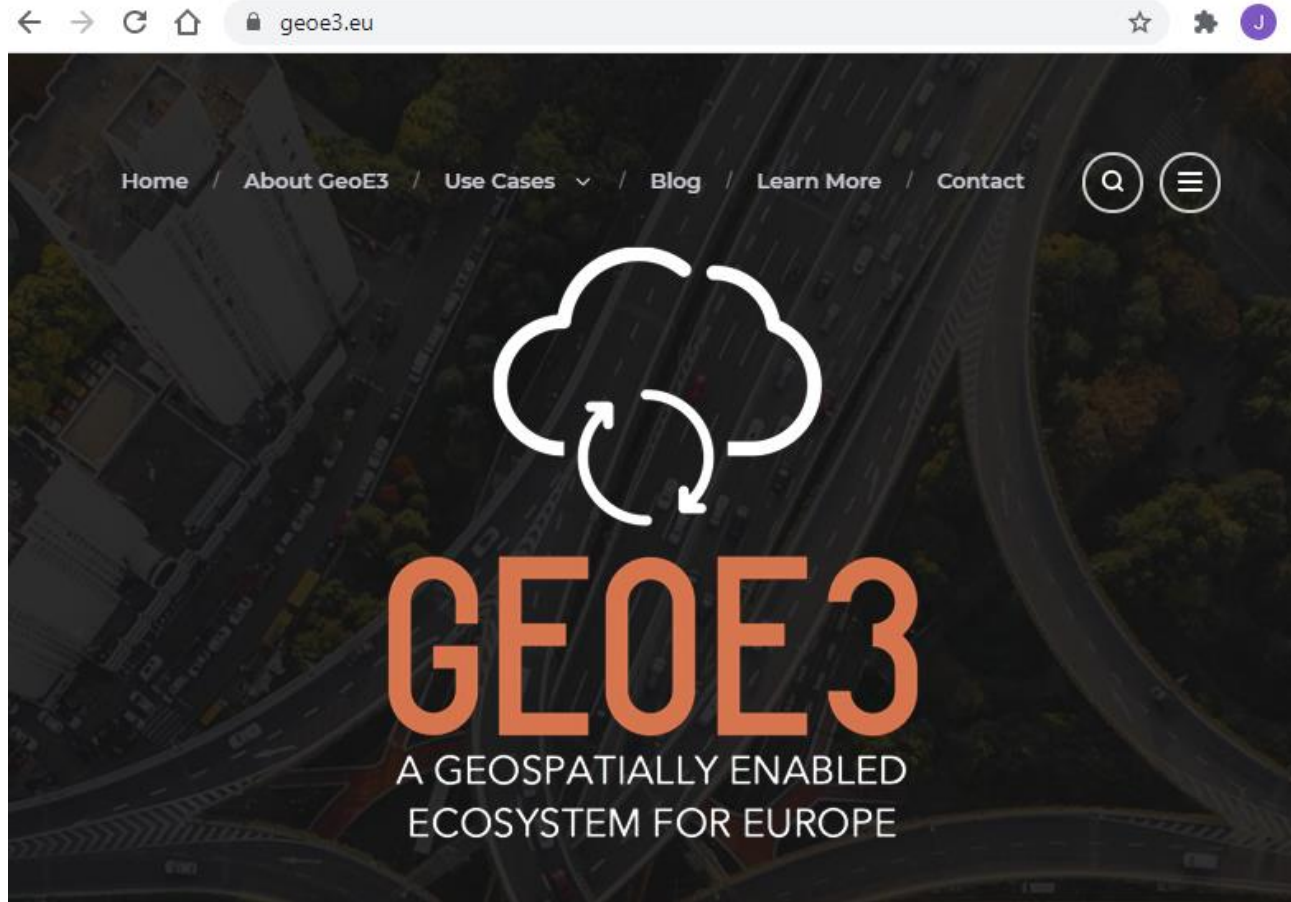 geoe3.eu
J
Home / About GeoE3 / Use Cases / Blog / Learn More / Contact
GEOE3
A GEOSPATIALLY ENABLED
ECOSYSTEM FOR EUROPE